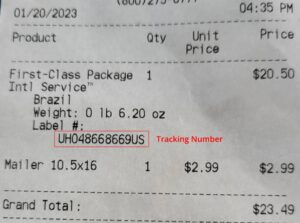 01/20/2023 04:35 PM
Product Qty Unit Price
Price
First-Class Package 1 $20.50
Intl Service™
Brazil
Weight: 0 lb 6.20 oz
Label #:
UH048668669US Tracking Number
Mailer 10.5x16 1 $2.99 $2.99
Grand Total: $23.49